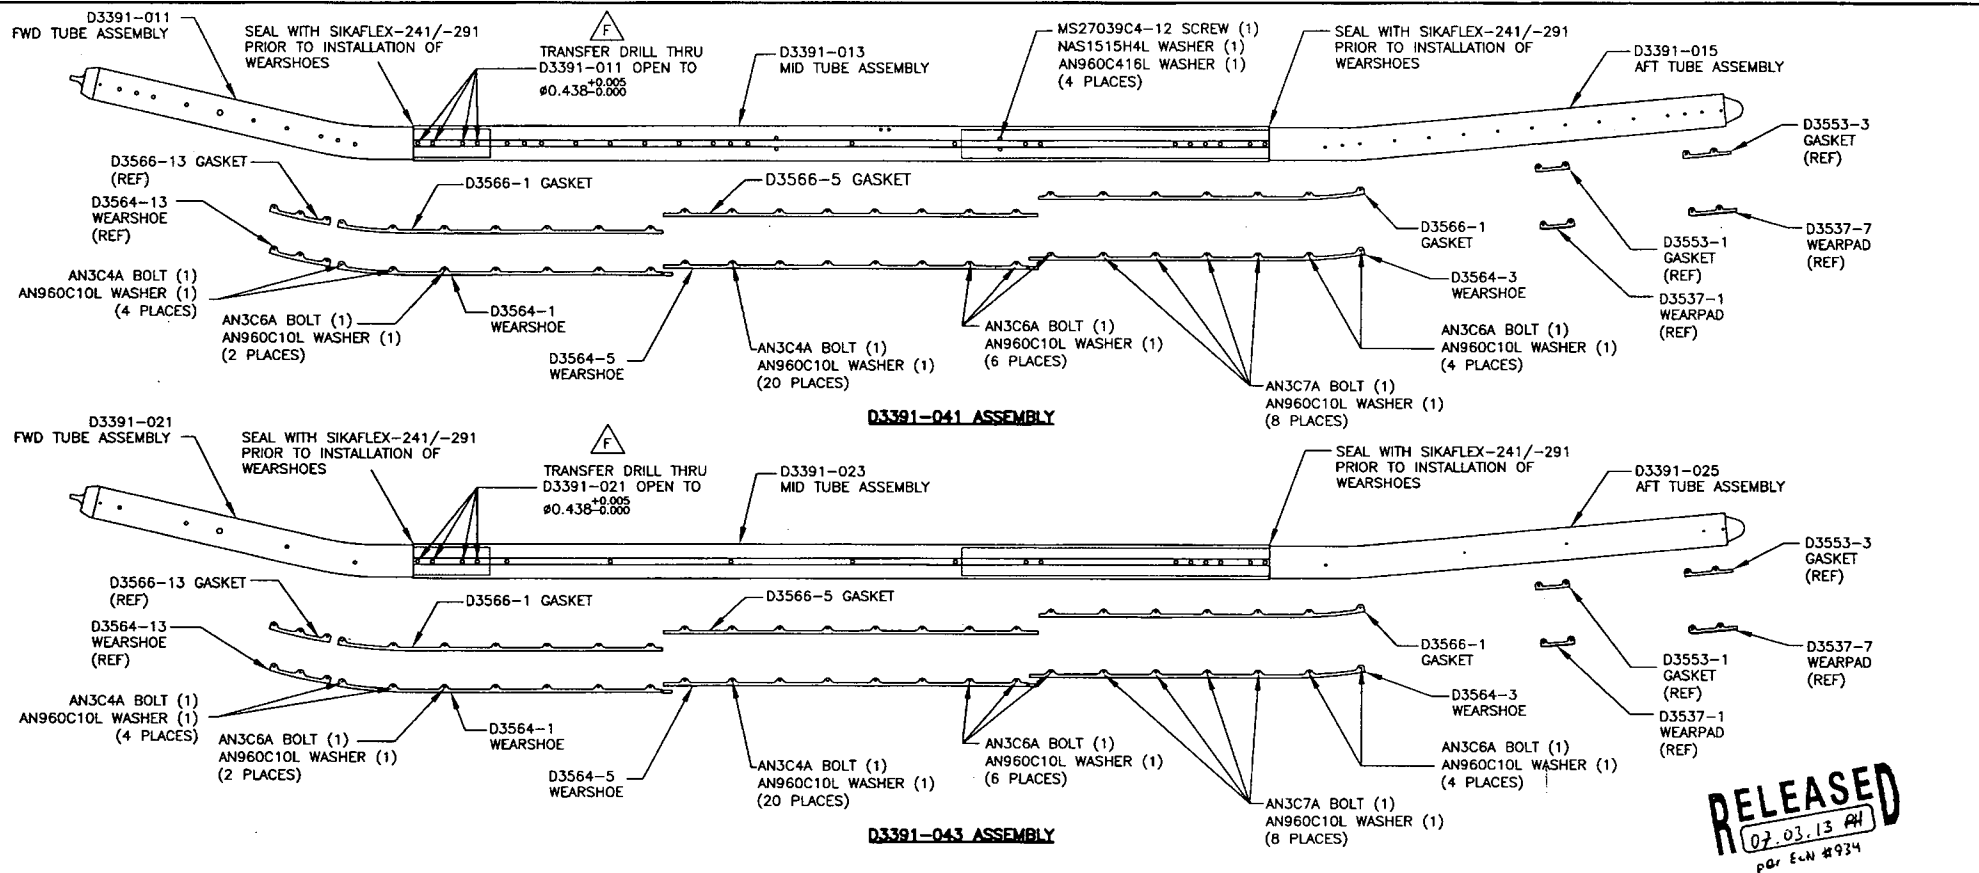 D3391-011
FWD TUBE ASSEMBLY
SEAL WITH SIKAFLEX-241/-291
PRIOR TO INSTALLATION OF
WEARSHOES
F
TRANSFER DRILL THRU
D3391-011 OPEN TO
ø0.438+0.005-0.000
D3391-013
MID TUBE ASSEMBLY
MS27039C4-12 SCREW (1)
NAS1515H4L WASHER (1)
AN960C416L WASHER (1)
(4 PLACES)
SEAL WITH SIKAFLEX-241/-291
PRIOR TO INSTALLATION OF
WEARSHOES
D3391-015
AFT TUBE ASSEMBLY
D3553-3
GASKET
(REF)
D3566-13 GASKET
(REF)
D3564-13
WEARSHOE
(REF)
D3566-1 GASKET
D3566-5 GASKET
D3566-1
GASKET
D3553-1
GASKET
(REF)
D3537-7
WEARPAD
(REF)
AN3C4A BOLT (1)
AN960C10L WASHER (1)
(4 PLACES)
AN3C6A BOLT (1)
AN960C10L WASHER (1)
(2 PLACES)
D3564-1
WEARSHOE
D3564-5
WEARSHOE
AN3C4A BOLT (1)
AN960C10L WASHER (1)
(20 PLACES)
AN3C6A BOLT (1)
AN960C10L WASHER (1)
(6 PLACES)
AN3C7A BOLT (1)
AN960C10L WASHER (1)
(8 PLACES)
D3564-3
WEARSHOE
AN3C6A BOLT (1)
AN960C10L WASHER (1)
(4 PLACES)
D3537-1
WEARPAD
(REF)
D3391-041 ASSEMBLY
D3391-021
FWD TUBE ASSEMBLY
SEAL WITH SIKAFLEX-241/-291
PRIOR TO INSTALLATION OF
WEARSHOES
F
TRANSFER DRILL THRU
D3391-021 OPEN TO
ø0.438+0.005-0.000
D3391-023
MID TUBE ASSEMBLY
SEAL WITH SIKAFLEX-241/-291
PRIOR TO INSTALLATION OF
WEARSHOES
D3391-025
AFT TUBE ASSEMBLY
D3553-3
GASKET
(REF)
D3566-13 GASKET
(REF)
D3564-13
WEARSHOE
(REF)
D3566-1 GASKET
D3566-5 GASKET
D3566-1
GASKET
D3553-1
GASKET
(REF)
D3537-7
WEARPAD
(REF)
AN3C4A BOLT (1)
AN960C10L WASHER (1)
(4 PLACES)
AN3C6A BOLT (1)
AN960C10L WASHER (1)
(2 PLACES)
D3564-1
WEARSHOE
D3564-5
WEARSHOE
AN3C4A BOLT (1)
AN960C10L WASHER (1)
(20 PLACES)
AN3C6A BOLT (1)
AN960C10L WASHER (1)
(6 PLACES)
AN3C7A BOLT (1)
AN960C10L WASHER (1)
(8 PLACES)
D3564-3
WEARSHOE
AN3C6A BOLT (1)
AN960C10L WASHER (1)
(4 PLACES)
D3537-1
WEARPAD
(REF)
D3391-043 ASSEMBLY
RELEASED
07.03.13 PH
per ECN #934